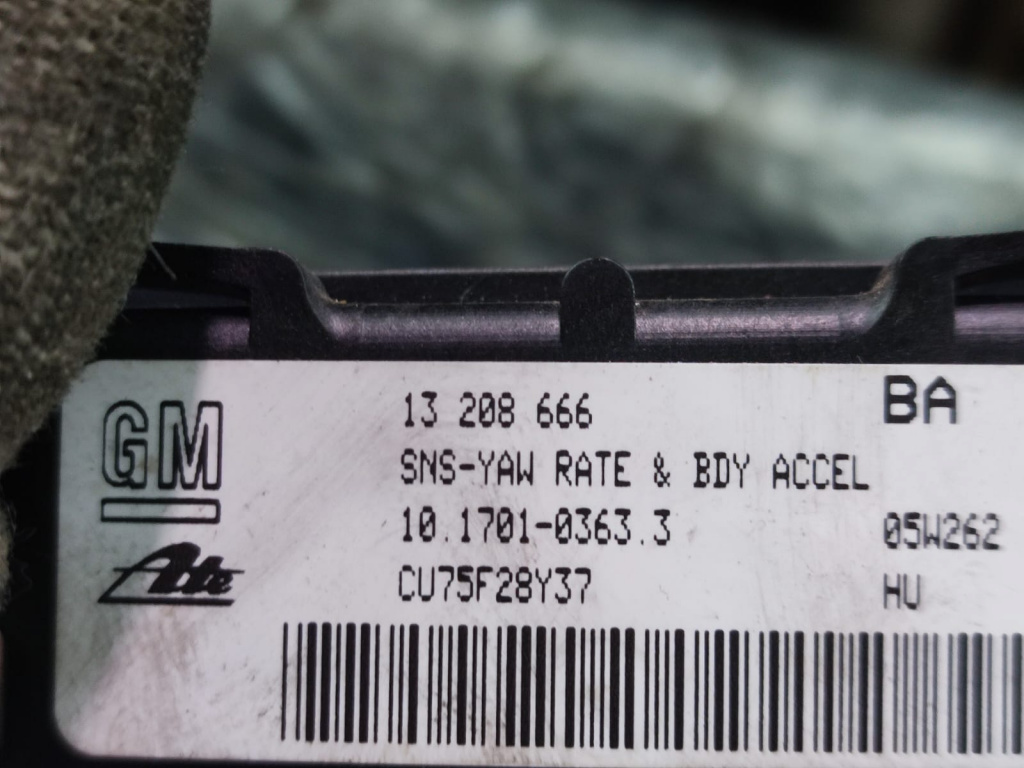 GM
Ate
13 208 666
BA
SNS-YAW RATE & BDY ACCEL
10.1701-0363.3
05W262
CU75F28Y37
HU